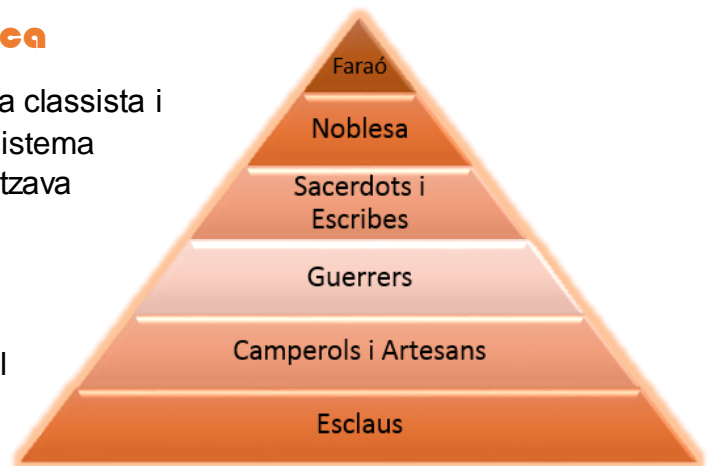 ca
a classista i
istema
tzava
l
Faraó
Noblesa
Sacerdots i
Escribes
Guerrers
Camperols i Artesans
Esclaus